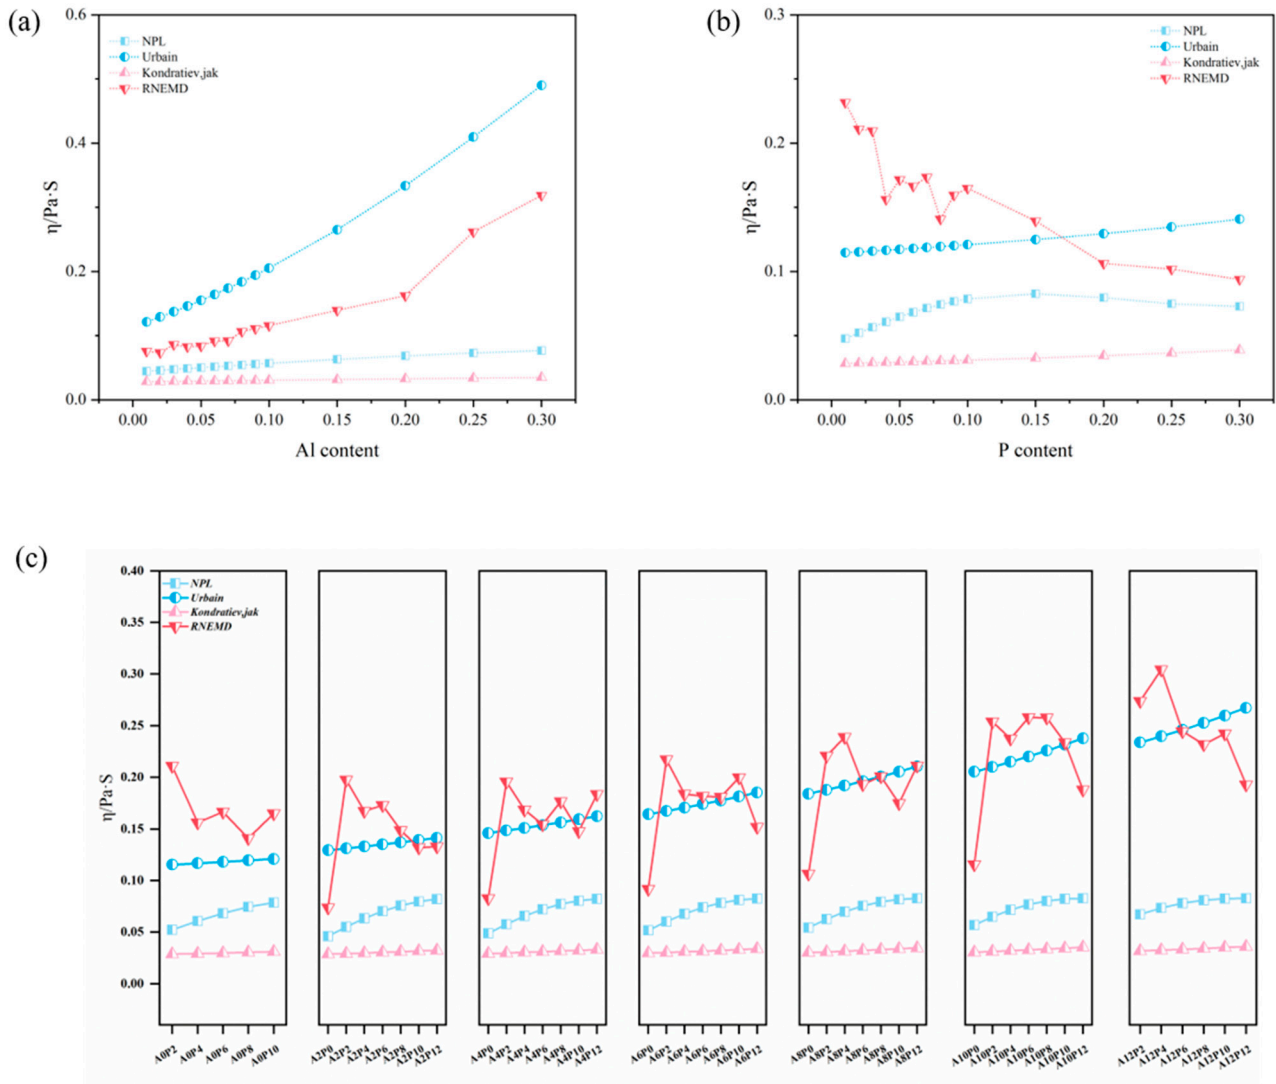 (a)
0.6
0.4
0.2
0.0
η/Pa·S
NPL
Urbain
Kondratiev,jak
RNEMD
0.00 0.05 0.10 0.15 0.20 0.25 0.30
Al content
(b)
0.3
0.2
0.1
0.0
η/Pa·S
NPL
Urbain
Kondratiev,jak
RNEMD
0.00 0.05 0.10 0.15 0.20 0.25 0.30
P content
(c)
0.40
0.35
0.30
0.25
0.20
0.15
0.10
0.05
0.00
η/Pa·S
NPL
Urbain
Kondratiev,jak
RNEMD
A0P2 A0P4 A0P6 A0P8 A0P10
A2P0 A2P2 A2P4 A2P6 A2P8 A2P10 A2P12
A4P0 A4P2 A4P4 A4P6 A4P8 A4P10 A4P12
A6P0 A6P2 A6P4 A6P6 A6P8 A6P10 A6P12
A8P0 A8P2 A8P4 A8P6 A8P8 A8P10 A8P12
A10P0 A10P2 A10P4 A10P6 A10P8 A10P10 A10P12
A12P2 A12P4 A12P6 A12P8 A12P10 A12P12